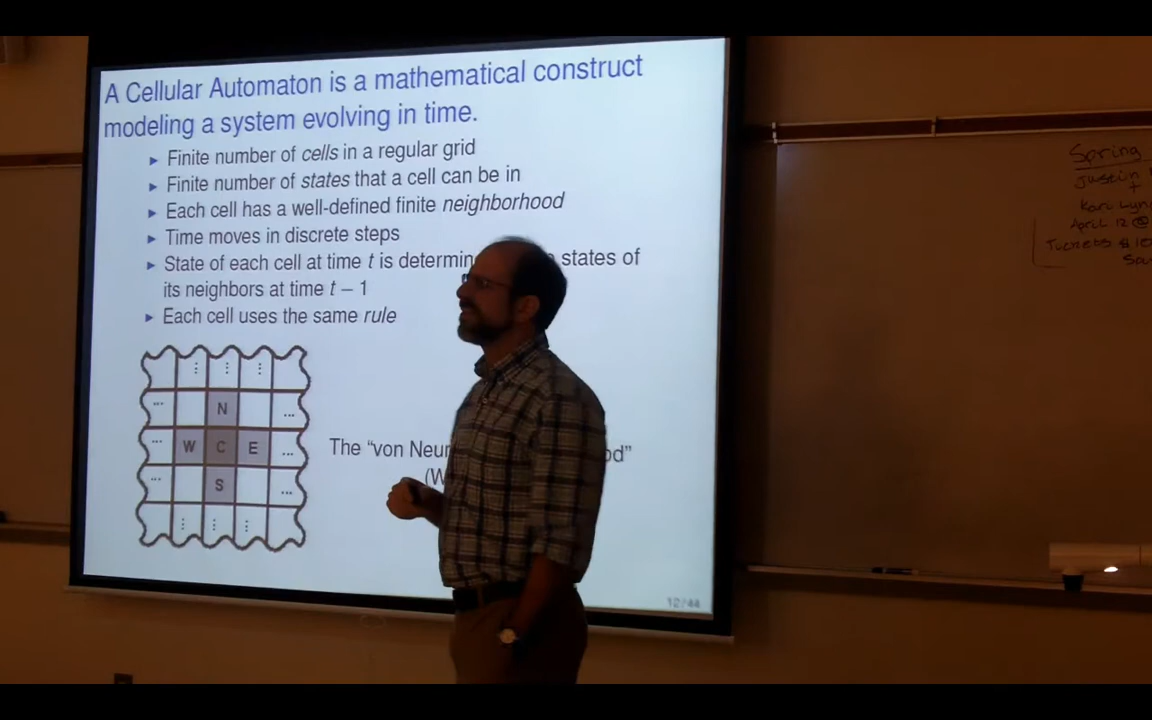 A Cellular Automaton is a mathematical construct
modeling a system evolving in time.
Finite number of cells in a regular grid
Finite number of states that a cell can be in
Each cell has a well-defined finite neighborhood
Time moves in discrete steps
State of each cell at time t is determin states of
its neighbors at time t − 1
Each cell uses the same rule
N
W C E
S
The “von Neu od”
(W
12/44
Spring
Justin
+
April 12 @